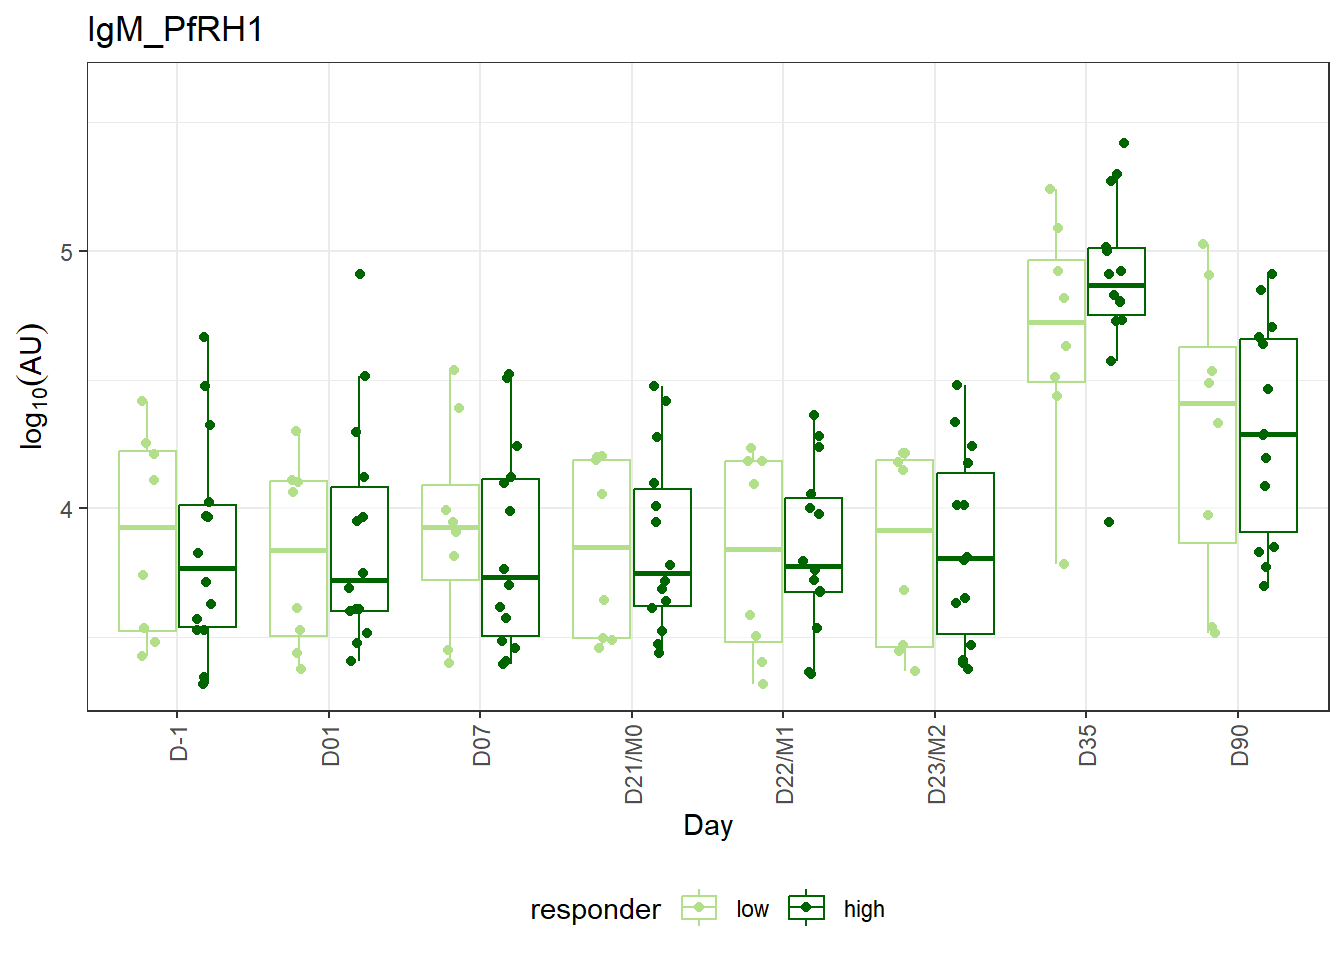 IgM_PfRH1
log10(AU)
5
4
D-1
D01
D07
D21/M0
D22/M1
D23/M2
D35
D90
Day
responder low high